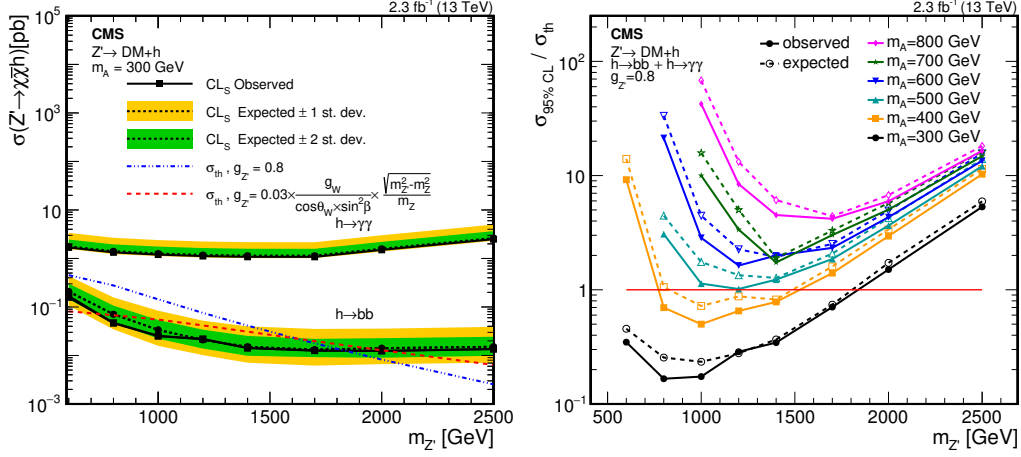 2.3 fb⁻¹ (13 TeV)
CMS
Z'→ DM+h
m_A = 300 GeV
CL_S Observed
CL_S Expected ± 1 st. dev.
CL_S Expected ± 2 st. dev.
σ_th , g_Z' = 0.8
σ_th , g_Z' = 0.03×g_W/(cosθ_W×sin²β)×√(m²_Z'-m²_Z)/m_Z'
h→γγ
h→bb
σ(Z'→χχ̄h)[pb]
10⁵
10³
10
10⁻¹
10⁻³
1000
1500
2000
2500
m_Z' [GeV]
2.3 fb⁻¹ (13 TeV)
CMS
Z'→ DM+h
h→bb + h→γγ
g_Z'=0.8
observed
expected
m_A=800 GeV
m_A=700 GeV
m_A=600 GeV
m_A=500 GeV
m_A=400 GeV
m_A=300 GeV
σ_95% CL / σ_th
10²
10
1
10⁻¹
500
1000
1500
2000
2500
m_Z' [GeV]